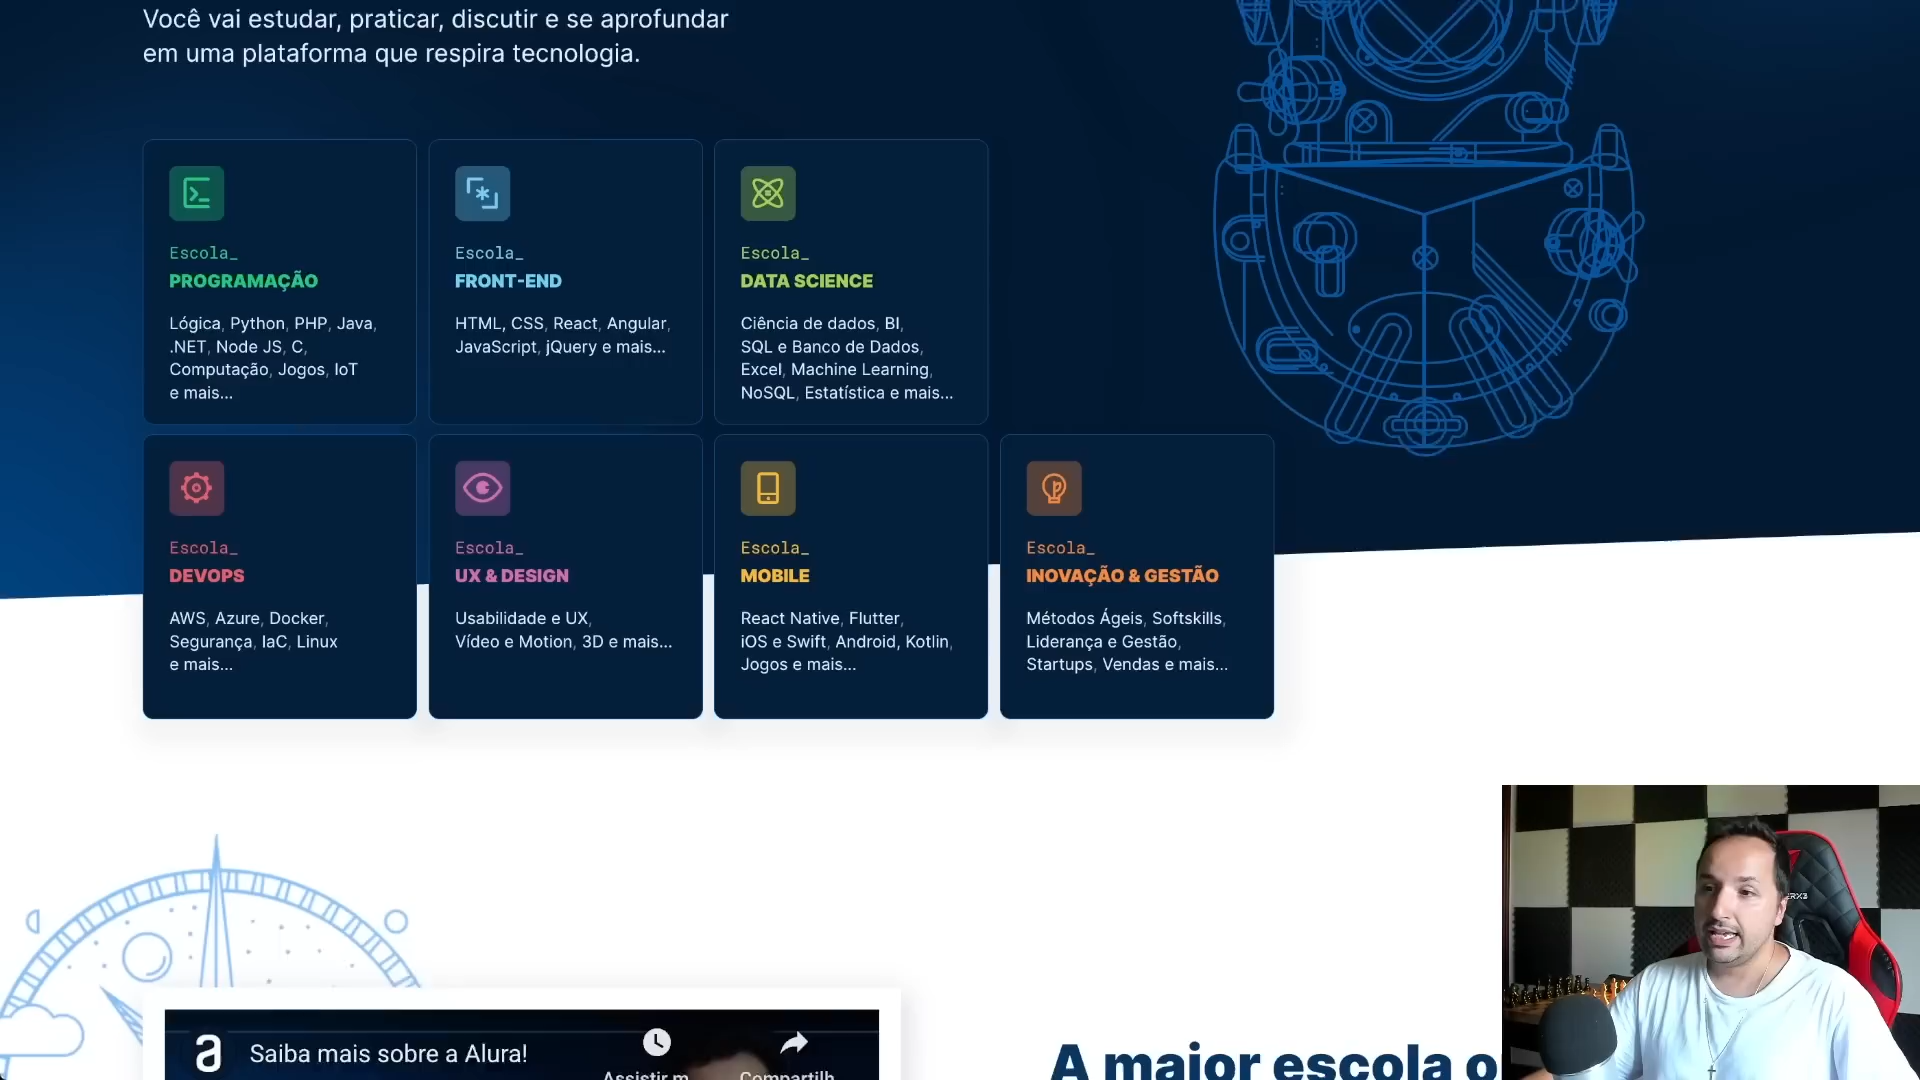 Você vai estudar, praticar, discutir e se aprofundar
em uma plataforma que respira tecnologia.
Escola_
PROGRAMAÇÃO
Lógica, Python, PHP, Java,
.NET, Node JS, C,
Computação, Jogos, IoT
e mais...
Escola_
FRONT-END
HTML, CSS, React, Angular,
JavaScript, jQuery e mais...
Escola_
DATA SCIENCE
Ciência de dados, BI,
SQL e Banco de Dados,
Excel, Machine Learning,
NoSQL, Estatística e mais...
Escola_
DEVOPS
AWS, Azure, Docker,
Segurança, IaC, Linux
e mais...
Escola_
UX & DESIGN
Usabilidade e UX,
Vídeo e Motion, 3D e mais...
Escola_
MOBILE
React Native, Flutter,
iOS e Swift, Android, Kotlin,
Jogos e mais...
Escola_
INOVAÇÃO & GESTÃO
Métodos Ágeis, Softskills,
Liderança e Gestão,
Startups, Vendas e mais...
a
Saiba mais sobre a Alura!
Assistir m
Compartilh
A maior escola o